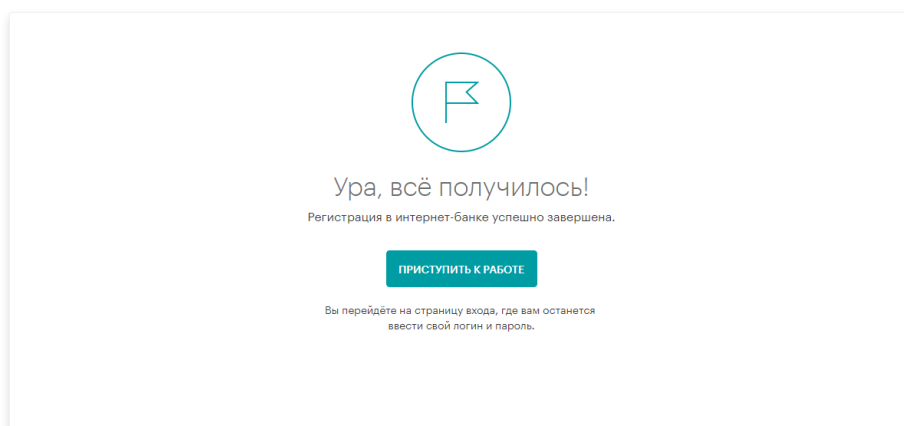 Ура, всё получилось!
Регистрация в интернет-банке успешно завершена.
ПРИСТУПИТЬ К РАБОТЕ
Вы перейдёте на страницу входа, где вам останется
ввести свой логин и пароль.